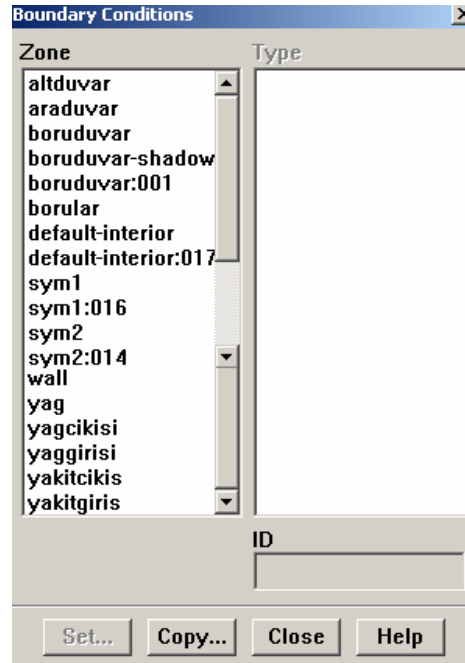 Boundary Conditions
Zone
Type
altduvar
araduvar
boruduvar
boruduvar-shadow
boruduvar:001
borular
default-interior
default-interior:017
sym1
sym1:016
sym2
sym2:014
wall
yag
yagcikisi
yaggirisi
yakitcikis
yakitgiris
ID
Set... Copy... Close Help